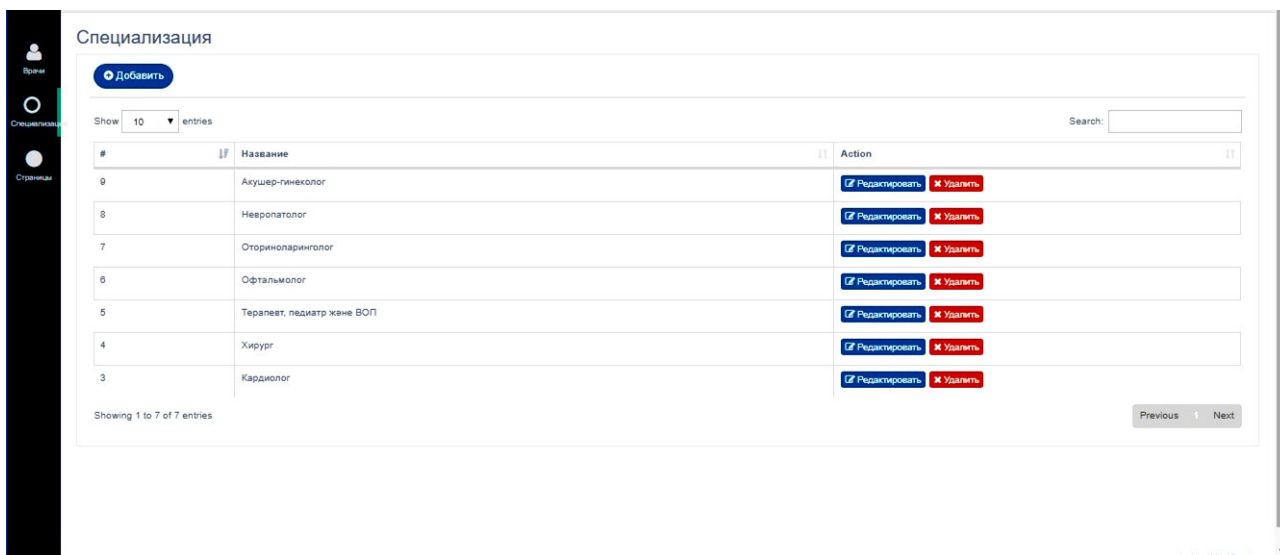 Специализация
Врачи
Добавить
Специализац
Show 10 entries Search:
# Название Action
Страницы
9 Акушер-гинеколог Редактировать Удалить
8 Невропатолог Редактировать Удалить
7 Оториноларинголог Редактировать Удалить
6 Офтальмолог Редактировать Удалить
5 Терапевт, педиатр және ВОП Редактировать Удалить
4 Хирург Редактировать Удалить
3 Кардиолог Редактировать Удалить
Showing 1 to 7 of 7 entries Previous 1 Next